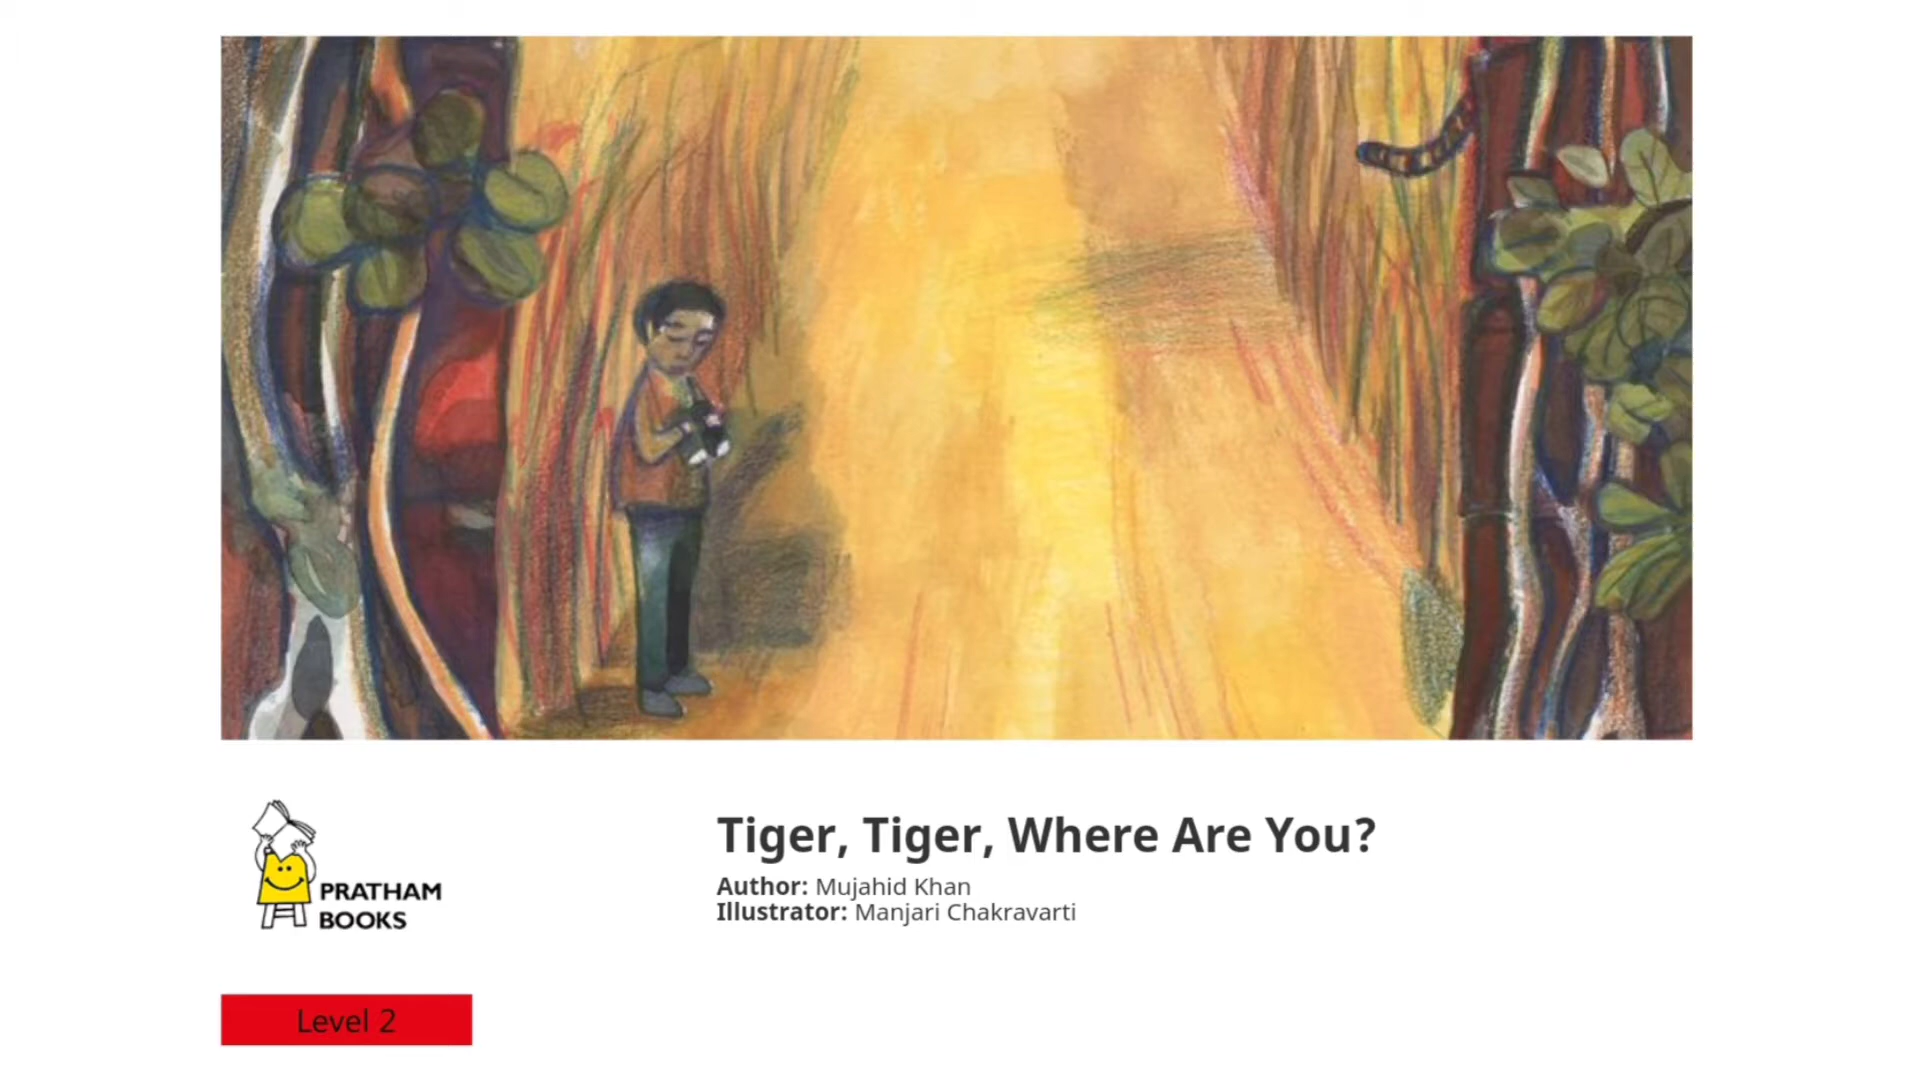 Tiger, Tiger, Where Are You?
Author: Mujahid Khan
Illustrator: Manjari Chakravarti
PRATHAM
BOOKS
Level 2